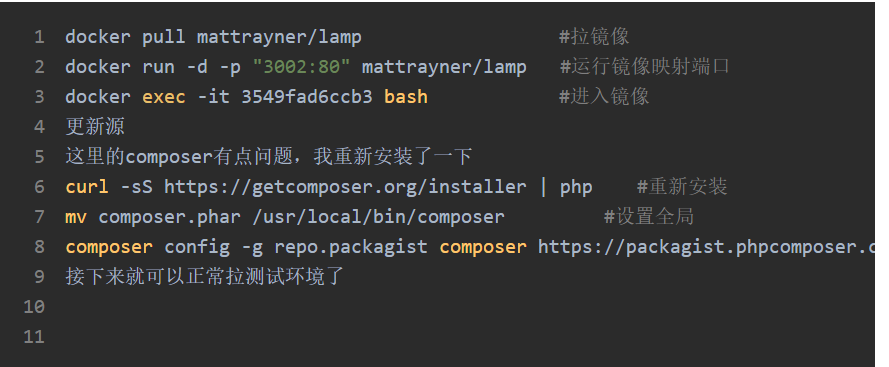 1 docker pull mattrayner/lamp #拉镜像
2 docker run -d -p "3002:80" mattrayner/lamp #运行镜像映射端口
3 docker exec -it 3549fad6ccb3 bash #进入镜像
4 更新源
5 这里的composer有点问题，我重新安装了一下
6 curl -sS https://getcomposer.org/installer | php #重新安装
7 mv composer.phar /usr/local/bin/composer #设置全局
8 composer config -g repo.packagist composer https://packagist.phpcomposer.c
9 接下来就可以正常拉测试环境了
10
11